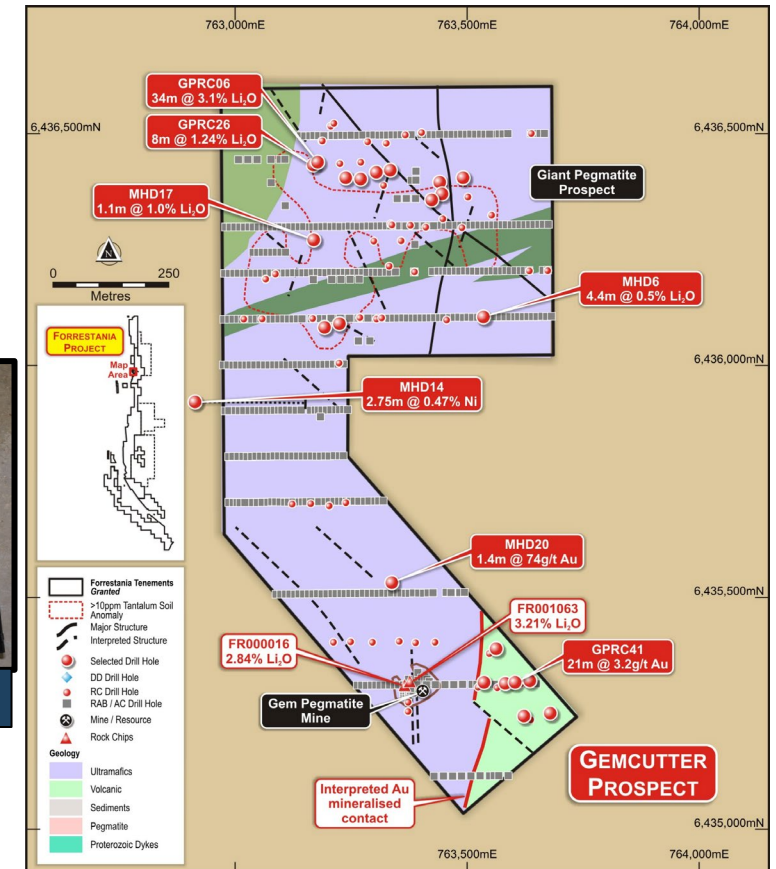 763,000mE
763,500mE
764,000mE
GPRC06
34m @ 3.1% Li₂O
6,436,500mN
6,436,500mN
GPRC26
8m @ 1.24% Li₂O
Giant Pegmatite
Prospect
MHD17
1.1m @ 1.0% Li₂O
N
0
250
Metres
MHD6
4.4m @ 0.5% Li₂O
FORRESTANIA
PROJECT
Map
Area
6,436,000mN
MHD14
2.75m @ 0.47% Ni
MHD20
1.4m @ 74g/t Au
6,435,500mN
Forrestania Tenements
Granted
>10ppm Tantalum Soil
Anomaly
Major Structure
Interpreted Structure
Selected Drill Hole
DD Drill Hole
RC Drill Hole
RAB / AC Drill Hole
Mine / Resource
Rock Chips
Geology
Ultramafics
Volcanic
Sediments
Pegmatite
Proterozoic Dykes
FR001063
3.21% Li₂O
FR000016
2.84% Li₂O
GPRC41
21m @ 3.2g/t Au
Gem Pegmatite
Mine
GEMCUTTER
PROSPECT
Interpreted Au
mineralised
contact
6,435,000mN
763,000mE
763,500mE
764,000mE